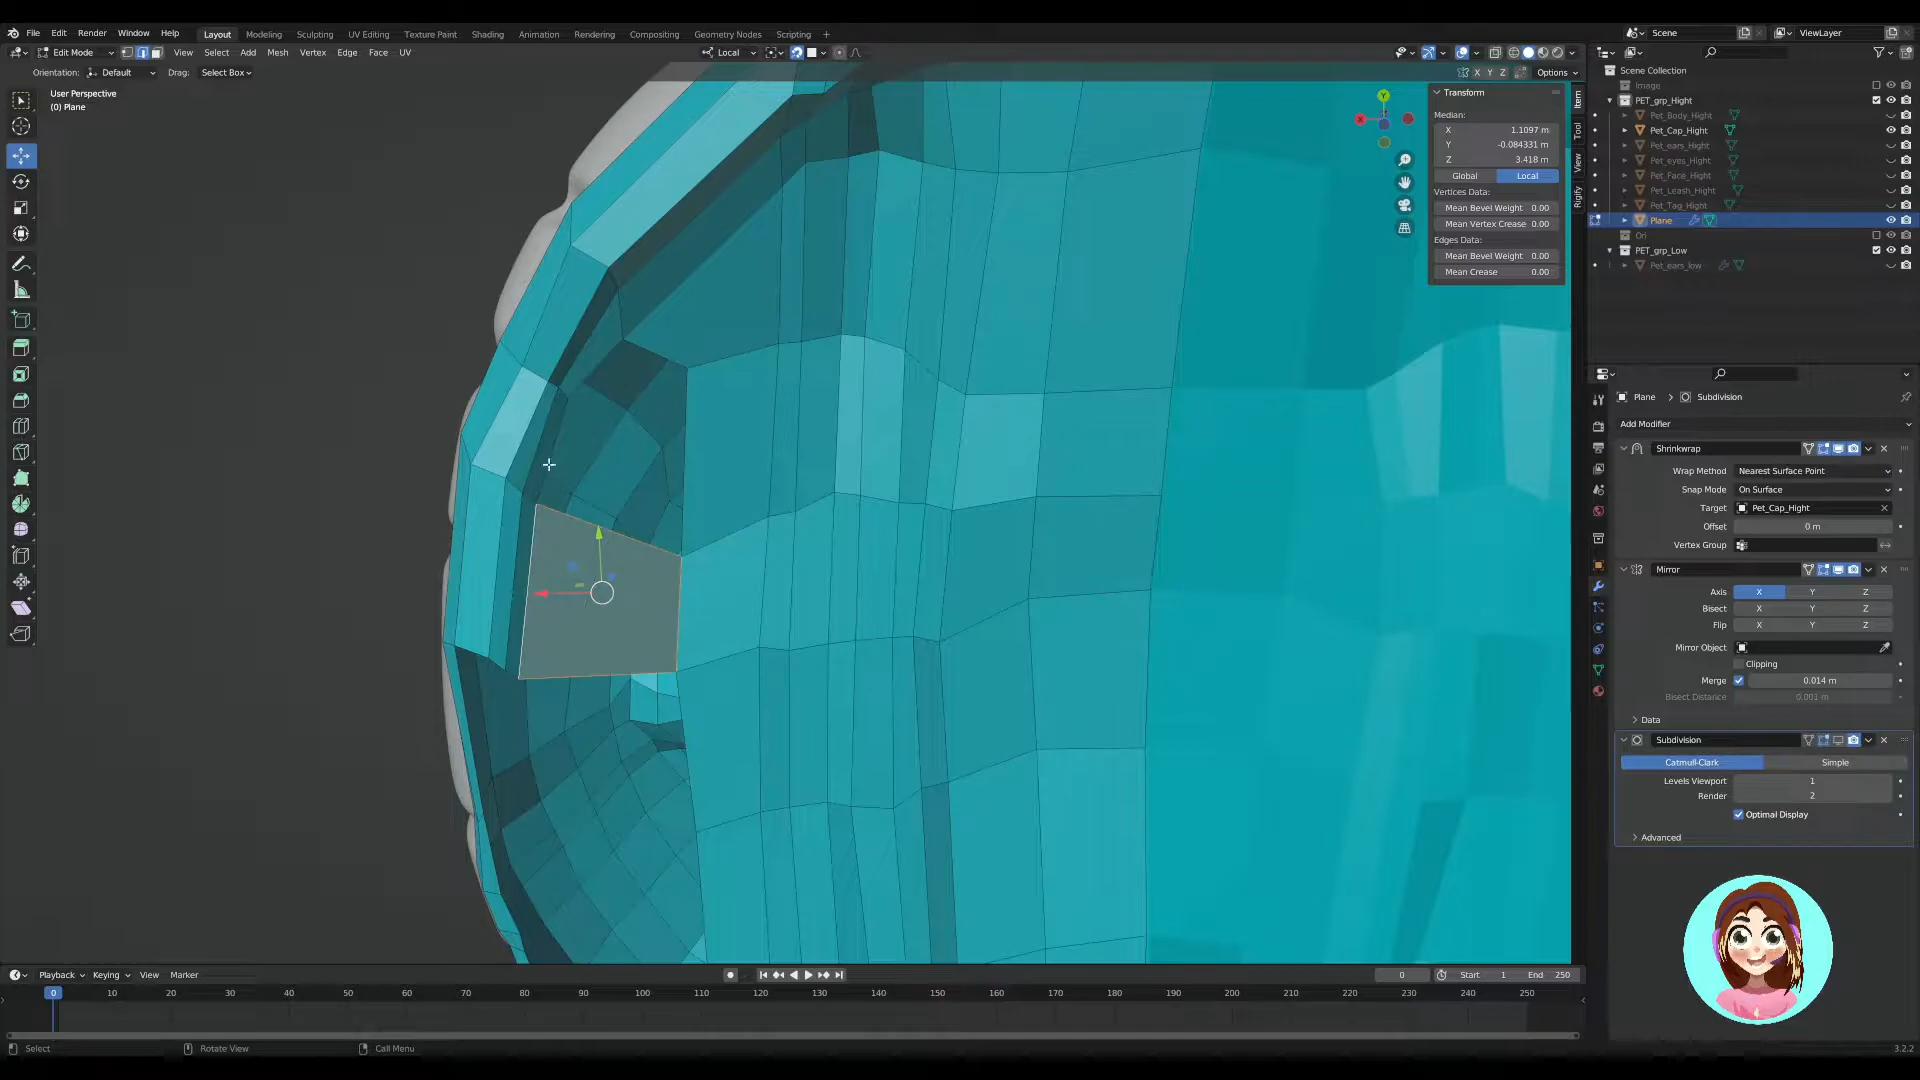 File Edit Render Window Help Layout Modeling Sculpting UV Editing Texture Paint Shading Animation Rendering Compositing Geometry Nodes Scripting + Scene ViewLayer
Edit Mode View Select Add Mesh Vertex Edge Face UV Local
Orientation: Default Drag: Select Box X Y Z Options
User Perspective
(0) Plane
Y
X
Transform
Median:
X 1.1097 m
Y -0.084331 m
Z 3.418 m
Global Local
Vertices Data:
Mean Bevel Weight 0.00
Mean Vertex Crease 0.00
Edges Data:
Mean Bevel Weight 0.00
Mean Crease 0.00
Item
Tool
View
Rigify
Scene Collection
Image
PET_grp_Hight
Pet_Body_Hight
Pet_Cap_Hight
Pet_ears_Hight
Pet_eyes_Hight
Pet_Face_Hight
Pet_Leash_Hight
Pet_Tag_Hight
Plane
Ori
PET_grp_Low
Pet_ears_low
Plane > Subdivision
Add Modifier
Shrinkwrap
Wrap Method Nearest Surface Point
Snap Mode On Surface
Target Pet_Cap_Hight
Offset 0 m
Vertex Group
Mirror
Axis X Y Z
Bisect X Y Z
Flip X Y Z
Mirror Object
Clipping
Merge 0.014 m
Bisect Distance 0.001 m
Data
Subdivision
Catmull-Clark Simple
Levels Viewport 1
Render 2
Optimal Display
Advanced
Playback Keying View Marker 0 Start 1 End 250
0 10 20 30 40 50 60 70 80 90 100 110 120 130 140 150 160 170 180 190 200 210 220 230 240 250
Select Rotate View Call Menu 3.2.2